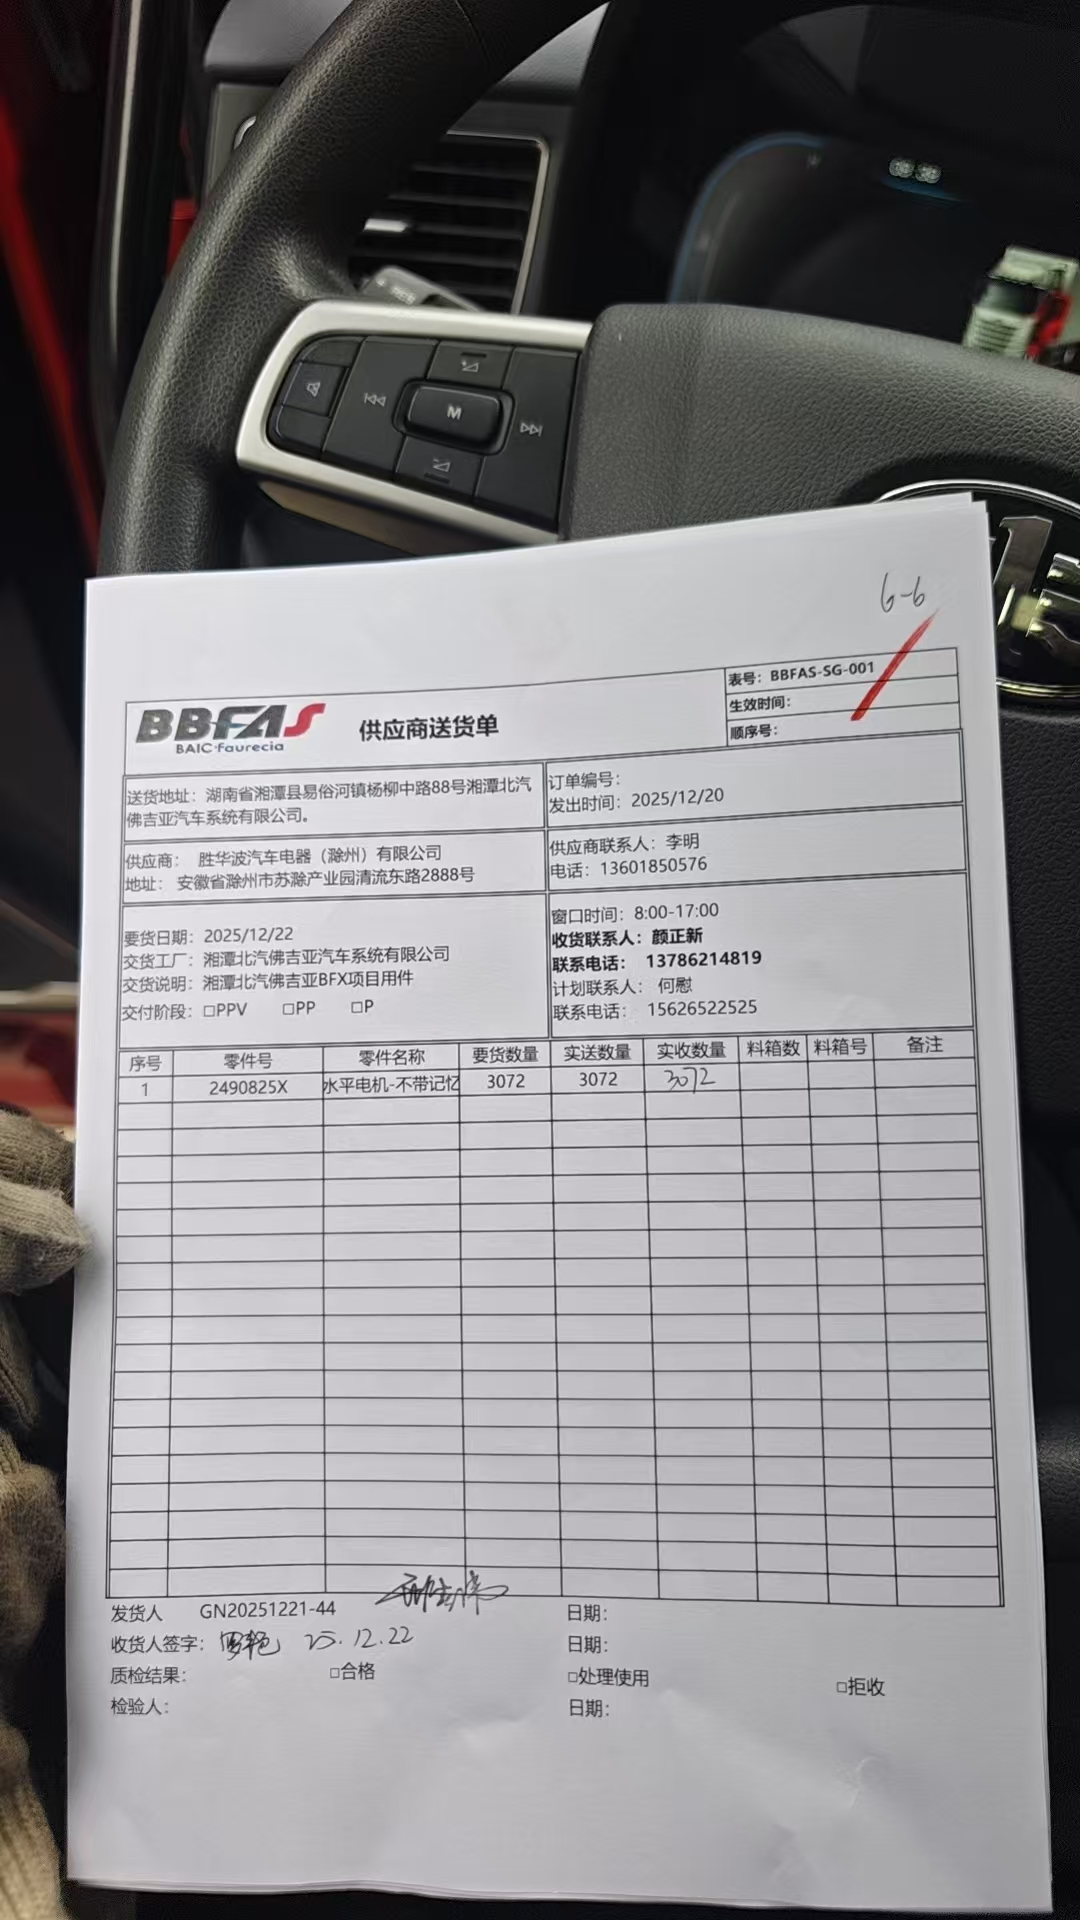 M
6-6
表号：BBFAS-SG-001
生效时间：
顺序号：
BBFAS
BAIC-faurecia
供应商送货单
送货地址：湖南省湘潭县易俗河镇杨柳中路88号湘潭北汽
佛吉亚汽车系统有限公司。
订单编号：
发出时间：2025/12/20
供应商：胜华波汽车电器（滁州）有限公司
地址：安徽省滁州市苏滁产业园清流东路2888号
供应商联系人：李明
电话：13601850576
要货日期：2025/12/22
交货工厂：湘潭北汽佛吉亚汽车系统有限公司
交货说明：湘潭北汽佛吉亚BFX项目用件
交付阶段：□PPV □PP □P
窗口时间：8:00-17:00
收货联系人：颜正新
联系电话：13786214819
计划联系人：何慰
联系电话：15626522525
序号 零件号 零件名称 要货数量 实送数量 实收数量 料箱数 料箱号 备注
1 2490825X 水平电机-不带记忆 3072 3072 3072
发货人 GN20251221-44 日期：
收货人签字： 25.12.22 日期：
质检结果： □合格 □处理使用 □拒收
检验人： 日期：